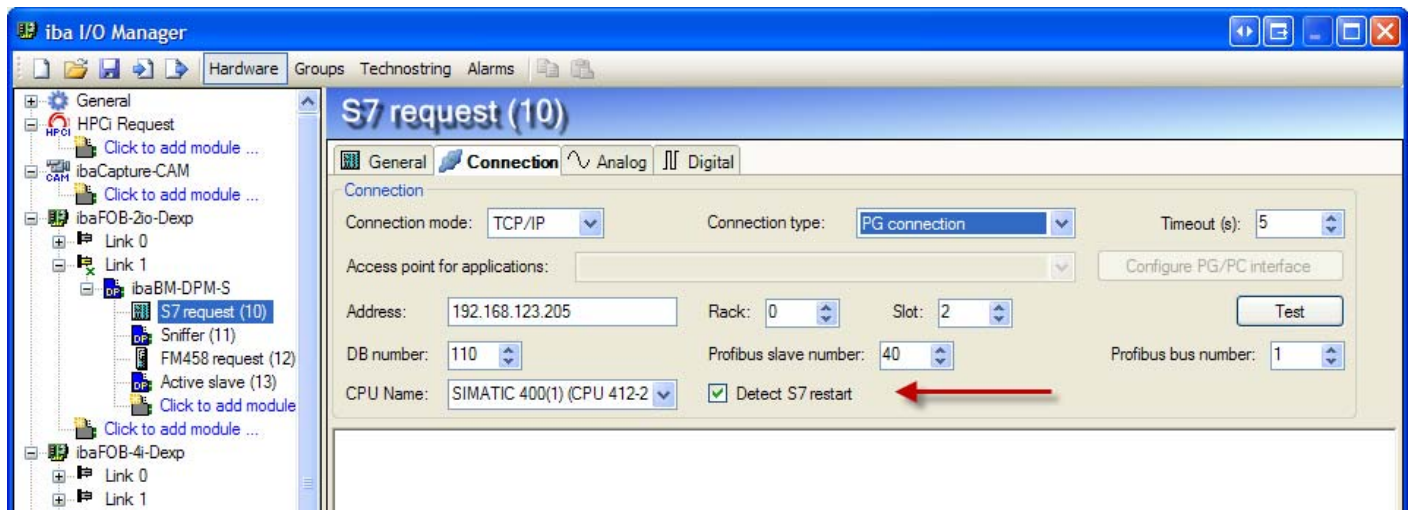 iba I/O Manager
Hardware Groups Technostring Alarms
General
HPCi Request
Click to add module ...
ibaCapture-CAM
Click to add module ...
ibaFOB-2io-Dexp
Link 0
Link 1
ibaBM-DPM-S
S7 request (10)
Sniffer (11)
FM458 request (12)
Active slave (13)
Click to add module
Click to add module ...
ibaFOB-4i-Dexp
Link 0
Link 1
S7 request (10)
General Connection Analog Digital
Connection
Connection mode: TCP/IP Connection type: PG connection Timeout (s): 5
Access point for applications: Configure PG/PC interface
Address: 192.168.123.205 Rack: 0 Slot: 2 Test
DB number: 110 Profibus slave number: 40 Profibus bus number: 1
CPU Name: SIMATIC 400(1) (CPU 412-2 Detect S7 restart